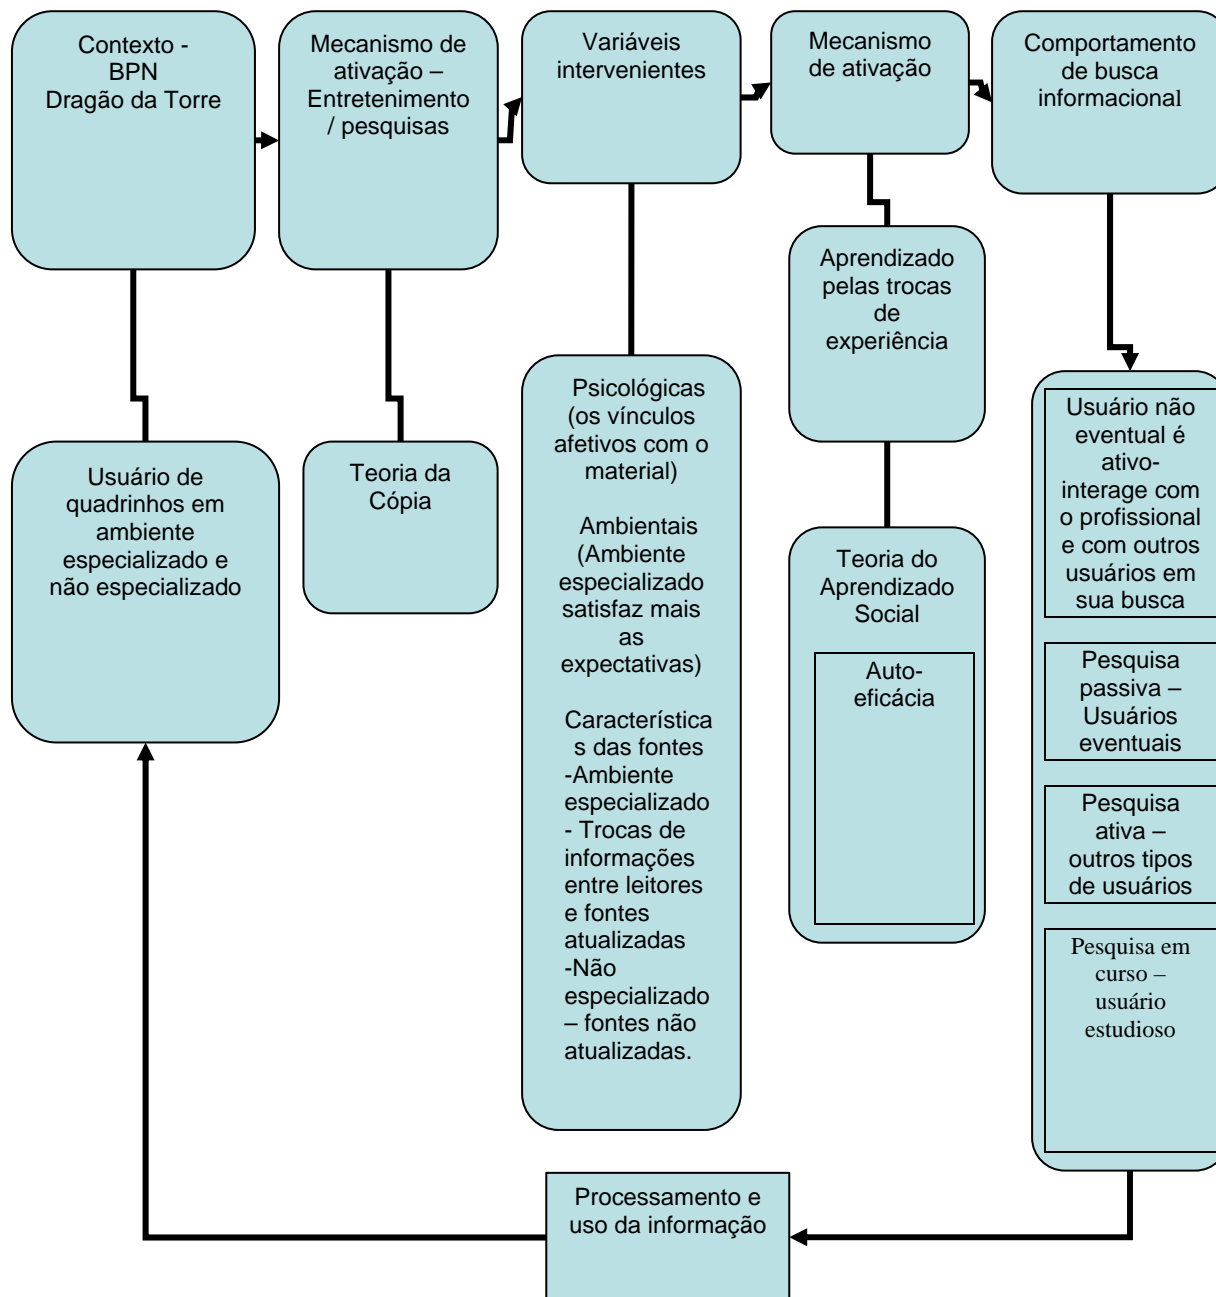 Contexto -
BPN
Dragão da Torre
Mecanismo de
ativação –
Entretenimento
/ pesquisas
Variáveis
intervenientes
Mecanismo
de ativação
Comportamento
de busca
informacional
Usuário de
quadrinhos em
ambiente
especializado e
não especializado
Teoria da
Cópia
Psicológicas
(os vínculos
afetivos com o
material)
Ambientais
(Ambiente
especializado
satisfaz mais
as
expectativas)
Característica
s das fontes
-Ambiente
especializado
- Trocas de
informações
entre leitores
e fontes
atualizadas
-Não
especializado
– fontes não
atualizadas.
Aprendizado
pelas trocas
de
experiência
Teoria do
Aprendizado
Social
Auto-
eficácia
Usuário não
eventual é
ativo-
interage com
o profissional
e com outros
usuários em
sua busca
Pesquisa
passiva –
Usuários
eventuais
Pesquisa
ativa –
outros tipos
de usuários
Pesquisa em
curso –
usuário
estudioso
Processamento e
uso da informação